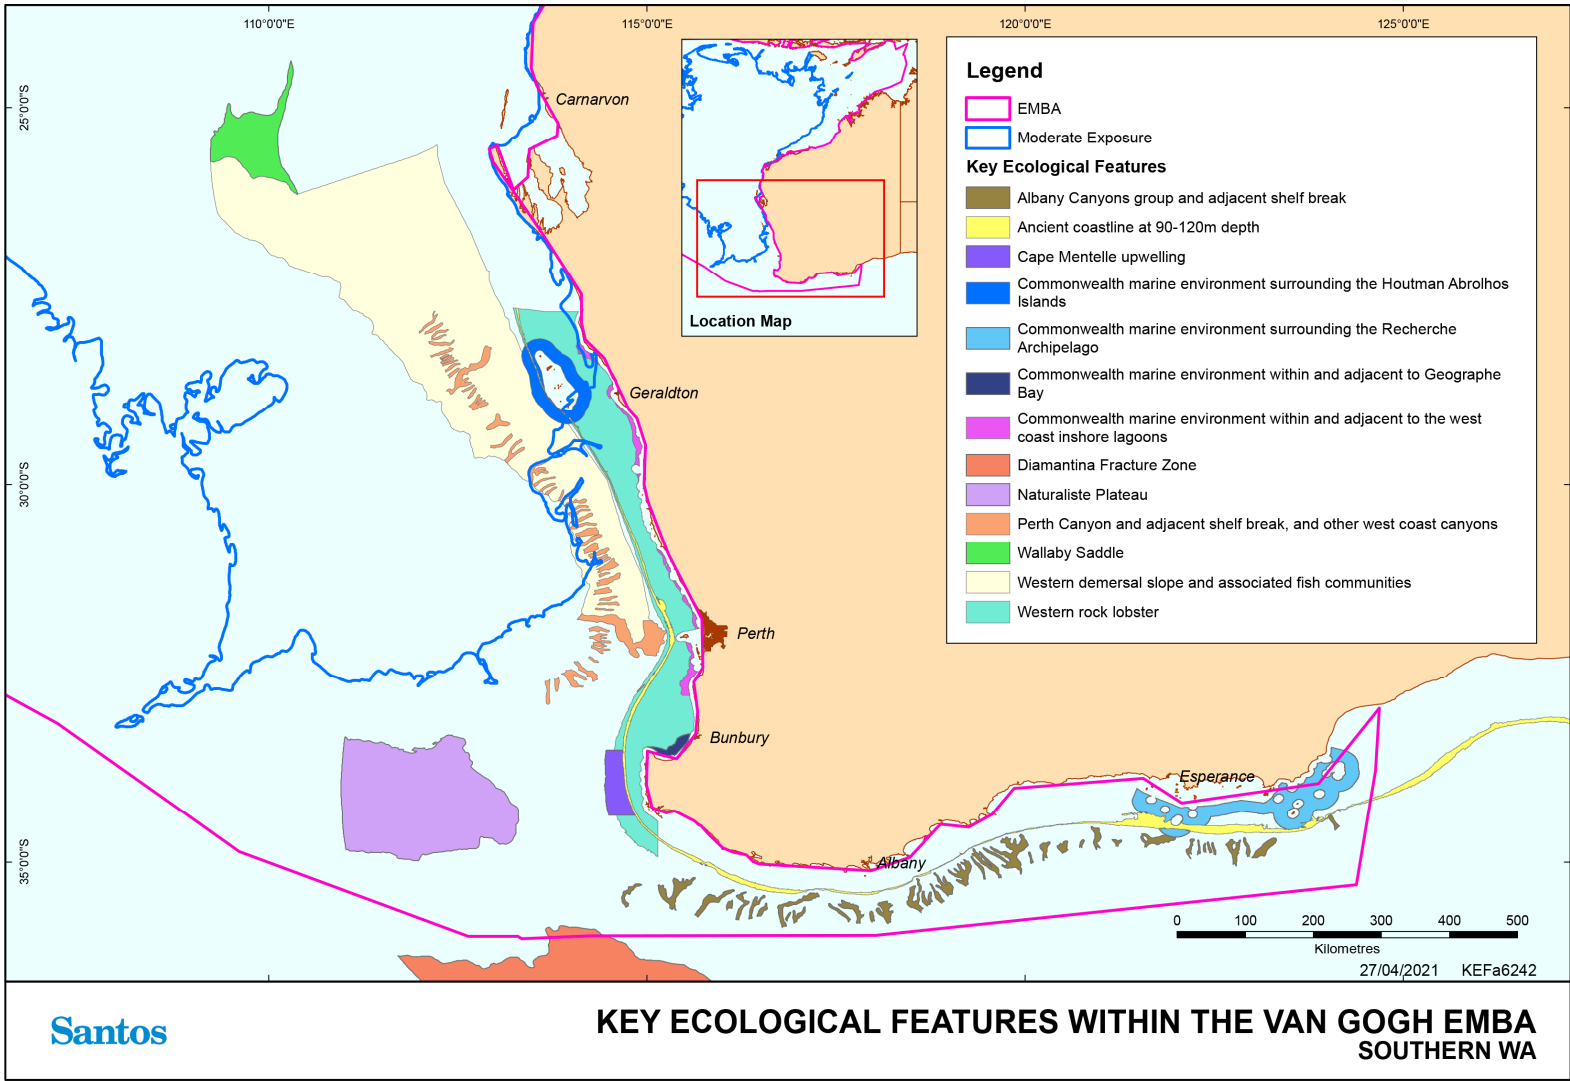 110°0'0"E
115°0'0"E
120°0'0"E
125°0'0"E
25°0'0"S
30°0'0"S
35°0'0"S
Carnarvon
Geraldton
Perth
Bunbury
Albany
Esperance
Location Map
Legend
EMBA
Moderate Exposure
Key Ecological Features
Albany Canyons group and adjacent shelf break
Ancient coastline at 90-120m depth
Cape Mentelle upwelling
Commonwealth marine environment surrounding the Houtman Abrolhos
Islands
Commonwealth marine environment surrounding the Recherche
Archipelago
Commonwealth marine environment within and adjacent to Geographe
Bay
Commonwealth marine environment within and adjacent to the west
coast inshore lagoons
Diamantina Fracture Zone
Naturaliste Plateau
Perth Canyon and adjacent shelf break, and other west coast canyons
Wallaby Saddle
Western demersal slope and associated fish communities
Western rock lobster
0 100 200 300 400 500
Kilometres
27/04/2021 KEFa6242
Santos
KEY ECOLOGICAL FEATURES WITHIN THE VAN GOGH EMBA
SOUTHERN WA